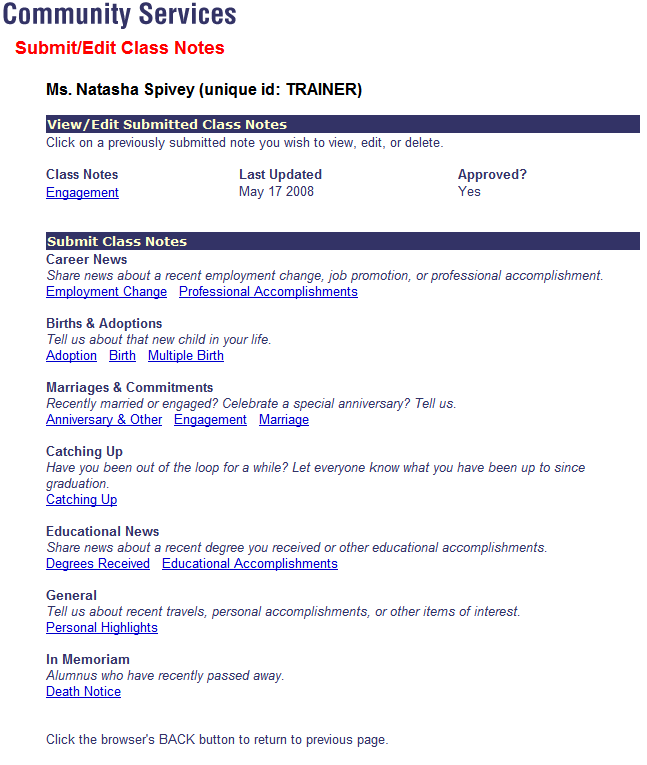 Community Services
Submit/Edit Class Notes
Ms. Natasha Spivey (unique id: TRAINER)
View/Edit Submitted Class Notes
Click on a previously submitted note you wish to view, edit, or delete.
Class Notes Last Updated Approved?
Engagement May 17 2008 Yes
Submit Class Notes
Career News
Share news about a recent employment change, job promotion, or professional accomplishment.
Employment Change Professional Accomplishments
Births & Adoptions
Tell us about that new child in your life.
Adoption Birth Multiple Birth
Marriages & Commitments
Recently married or engaged? Celebrate a special anniversary? Tell us.
Anniversary & Other Engagement Marriage
Catching Up
Have you been out of the loop for a while? Let everyone know what you have been up to since
graduation.
Catching Up
Educational News
Share news about a recent degree you received or other educational accomplishments.
Degrees Received Educational Accomplishments
General
Tell us about recent travels, personal accomplishments, or other items of interest.
Personal Highlights
In Memoriam
Alumnus who have recently passed away.
Death Notice
Click the browser's BACK button to return to previous page.